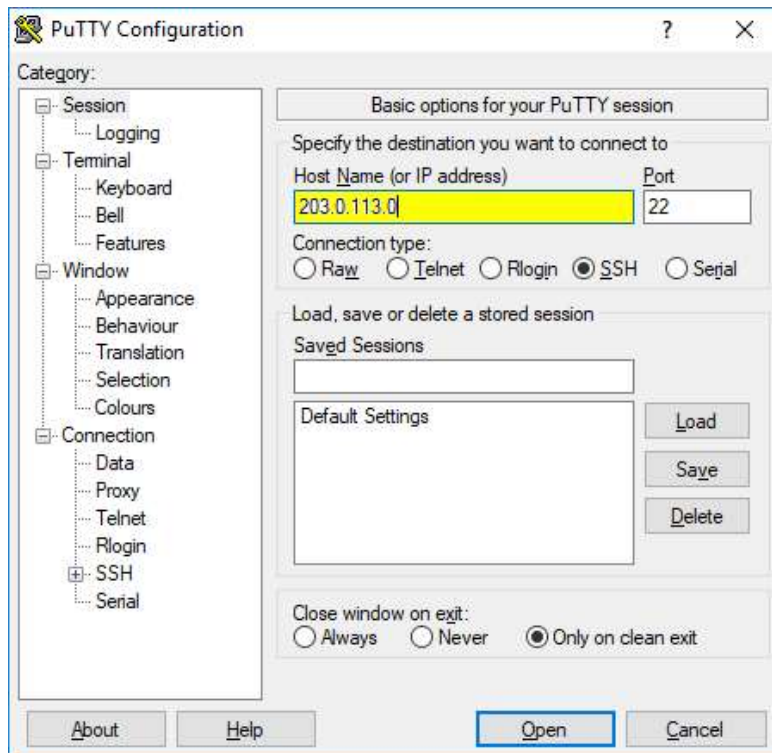 PuTTY Configuration
?
X
Category:
Session
Logging
Terminal
Keyboard
Bell
Features
Window
Appearance
Behaviour
Translation
Selection
Colours
Connection
Data
Proxy
Telnet
Rlogin
SSH
Serial
Basic options for your PuTTY session
Specify the destination you want to connect to
Host Name (or IP address) Port
203.0.113.0 22
Connection type:
Raw Telnet Rlogin SSH Serial
Load, save or delete a stored session
Saved Sessions
Default Settings
Load
Save
Delete
Close window on exit:
Always Never Only on clean exit
About Help Open Cancel